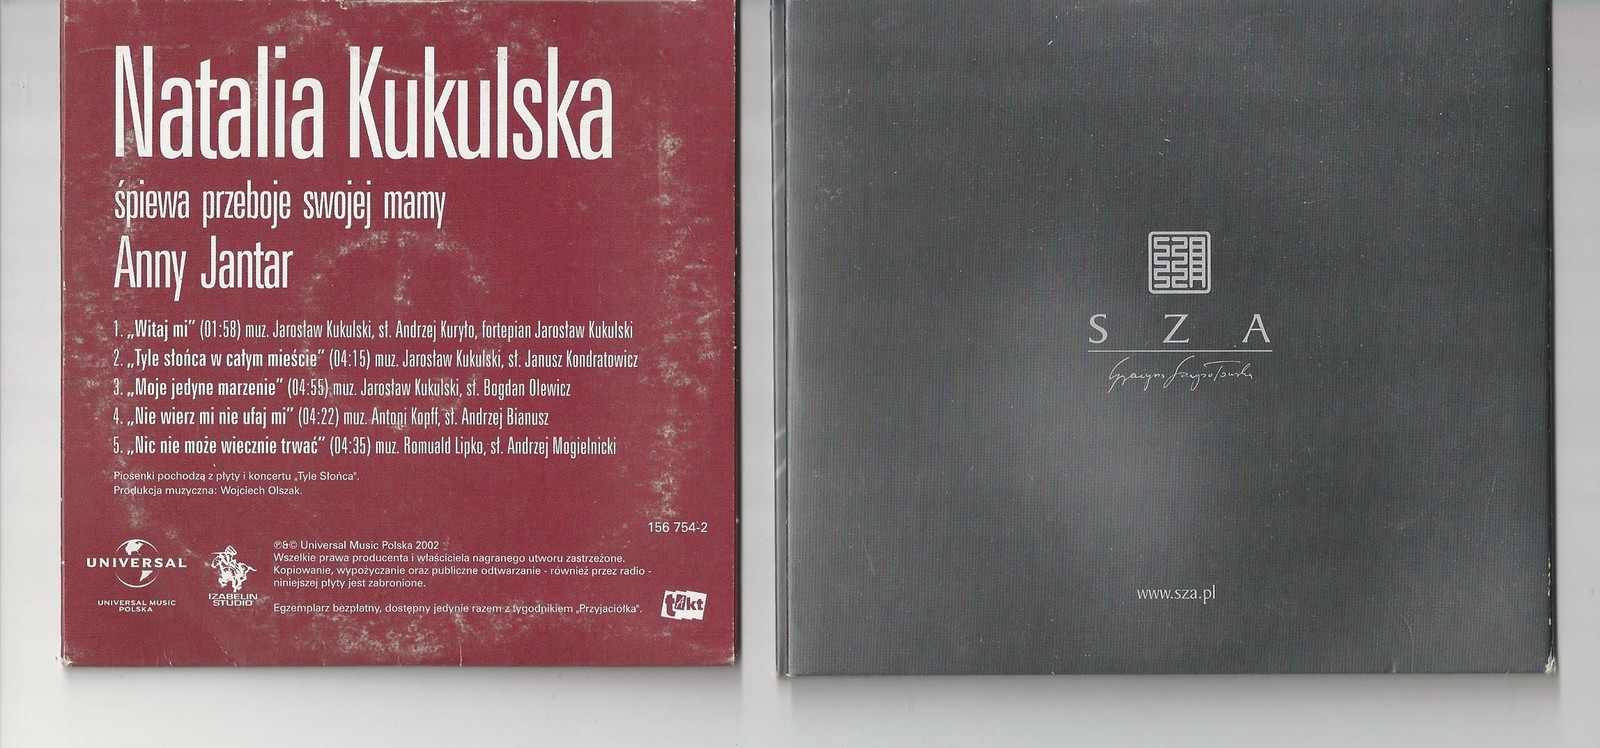 Natalia Kukulska
śpiewa przeboje swojej mamy
Anny Jantar
1. „Witaj mi” (01:58) muz. Jarosław Kukulski, sł. Andrzej Kuryło, fortepian Jarosław Kukulski
2. „Tyle słońca w całym mieście” (04:15) muz. Jarosław Kukulski, sł. Janusz Kondratowicz
3. „Moje jedyne marzenie” (04:55) muz. Jarosław Kukulski, sł. Bogdan Olewicz
4. „Nie wierz mi nie ufaj mi” (04:22) muz. Antoni Kopff, sł. Andrzej Bianusz
5. „Nic nie może wiecznie trwać” (04:35) muz. Romuald Lipko, sł. Andrzej Mogielnicki
Piosenki pochodzą z płyty i koncertu „Tyle Słońca”.
Produkcja muzyczna: Wojciech Olszak.
156 754-2
UNIVERSAL
UNIVERSAL MUSIC
POLSKA
IZABELIN
STUDIO
℗&© Universal Music Polska 2002
Wszelkie prawa producenta i właściciela nagranego utworu zastrzeżone.
Kopiowanie, wypożyczanie oraz publiczne odtwarzanie - również przez radio -
niniejszej płyty jest zabronione.
Egzemplarz bezpłatny, dostępny jedynie razem z tygodnikiem „Przyjaciółka”.
takt
SZA
SZA
SZA
S Z A
Grażyna Szapołowska
www.sza.pl